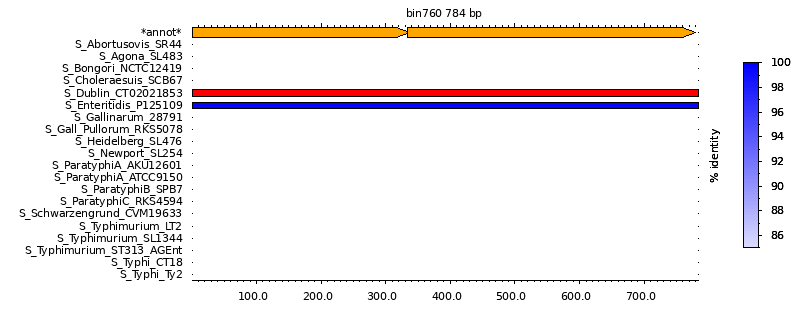 bin760 784 bp
*annot*
S_Abortusovis_SR44
S_Agona_SL483
S_Bongori_NCTC12419
S_Choleraesuis_SCB67
S_Dublin_CT02021853
S_Enteritidis_P125109
S_Gallinarum_28791
S_Gall_Pullorum_RKS5078
S_Heidelberg_SL476
S_Newport_SL254
S_ParatyphiA_AKU12601
S_ParatyphiA_ATCC9150
S_ParatyphiB_SPB7
S_ParatyphiC_RKS4594
S_Schwarzengrund_CVM19633
S_Typhimurium_LT2
S_Typhimurium_SL1344
S_Typhimurium_ST313_AGEnt
S_Typhi_CT18
S_Typhi_Ty2
100.0 200.0 300.0 400.0 500.0 600.0 700.0
% identity
100
98
96
94
92
90
88
86